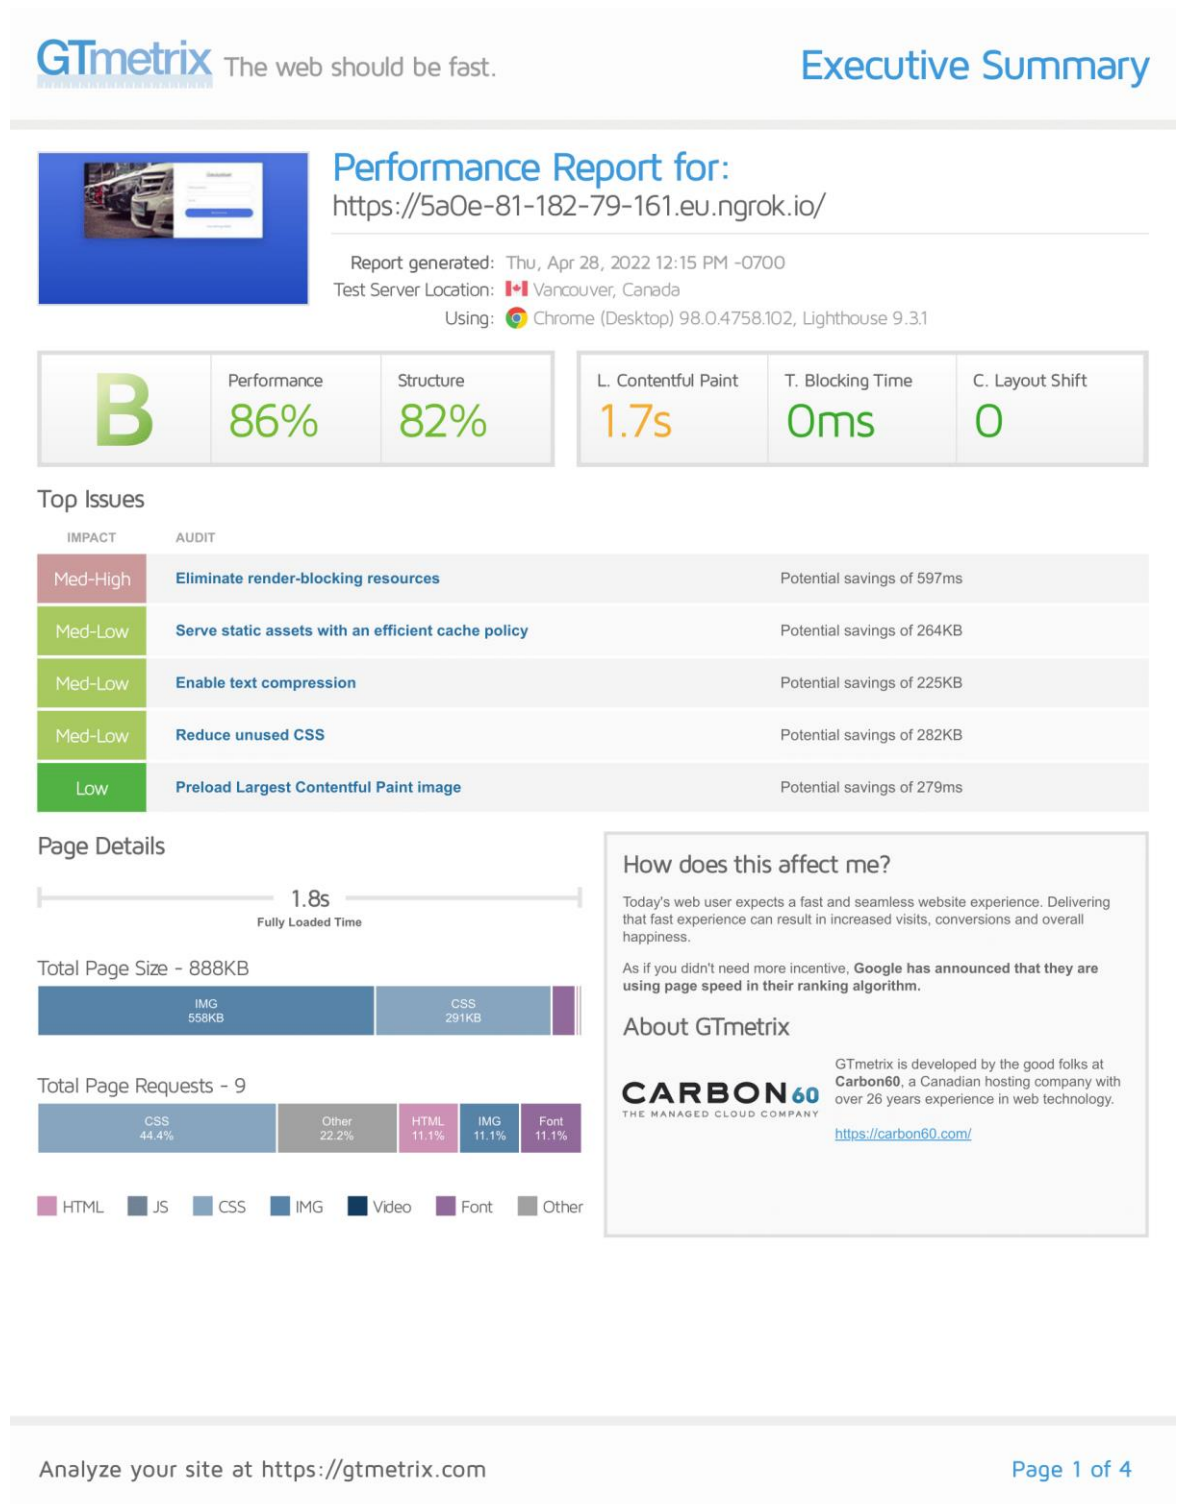 GTmetrix The web should be fast.
Executive Summary
Performance Report for:
https://5a0e-81-182-79-161.eu.ngrok.io/
Report generated: Thu, Apr 28, 2022 12:15 PM -0700
Test Server Location: Vancouver, Canada
Using: Chrome (Desktop) 98.0.4758.102, Lighthouse 9.3.1
B
Performance
86%
Structure
82%
L. Contentful Paint
1.7s
T. Blocking Time
0ms
C. Layout Shift
0
Top Issues
IMPACT AUDIT
Med-High Eliminate render-blocking resources Potential savings of 597ms
Med-Low Serve static assets with an efficient cache policy Potential savings of 264KB
Med-Low Enable text compression Potential savings of 225KB
Med-Low Reduce unused CSS Potential savings of 282KB
Low Preload Largest Contentful Paint image Potential savings of 279ms
Page Details
1.8s
Fully Loaded Time
Total Page Size - 888KB
IMG
558KB
CSS
291KB
Total Page Requests - 9
CSS
44.4%
Other
22.2%
HTML
11.1%
IMG
11.1%
Font
11.1%
HTML JS CSS IMG Video Font Other
How does this affect me?
Today's web user expects a fast and seamless website experience. Delivering
that fast experience can result in increased visits, conversions and overall
happiness.
As if you didn't need more incentive, Google has announced that they are
using page speed in their ranking algorithm.
About GTmetrix
CARBON60
THE MANAGED CLOUD COMPANY
GTmetrix is developed by the good folks at
Carbon60, a Canadian hosting company with
over 26 years experience in web technology.
https://carbon60.com/
Analyze your site at https://gtmetrix.com
Page 1 of 4